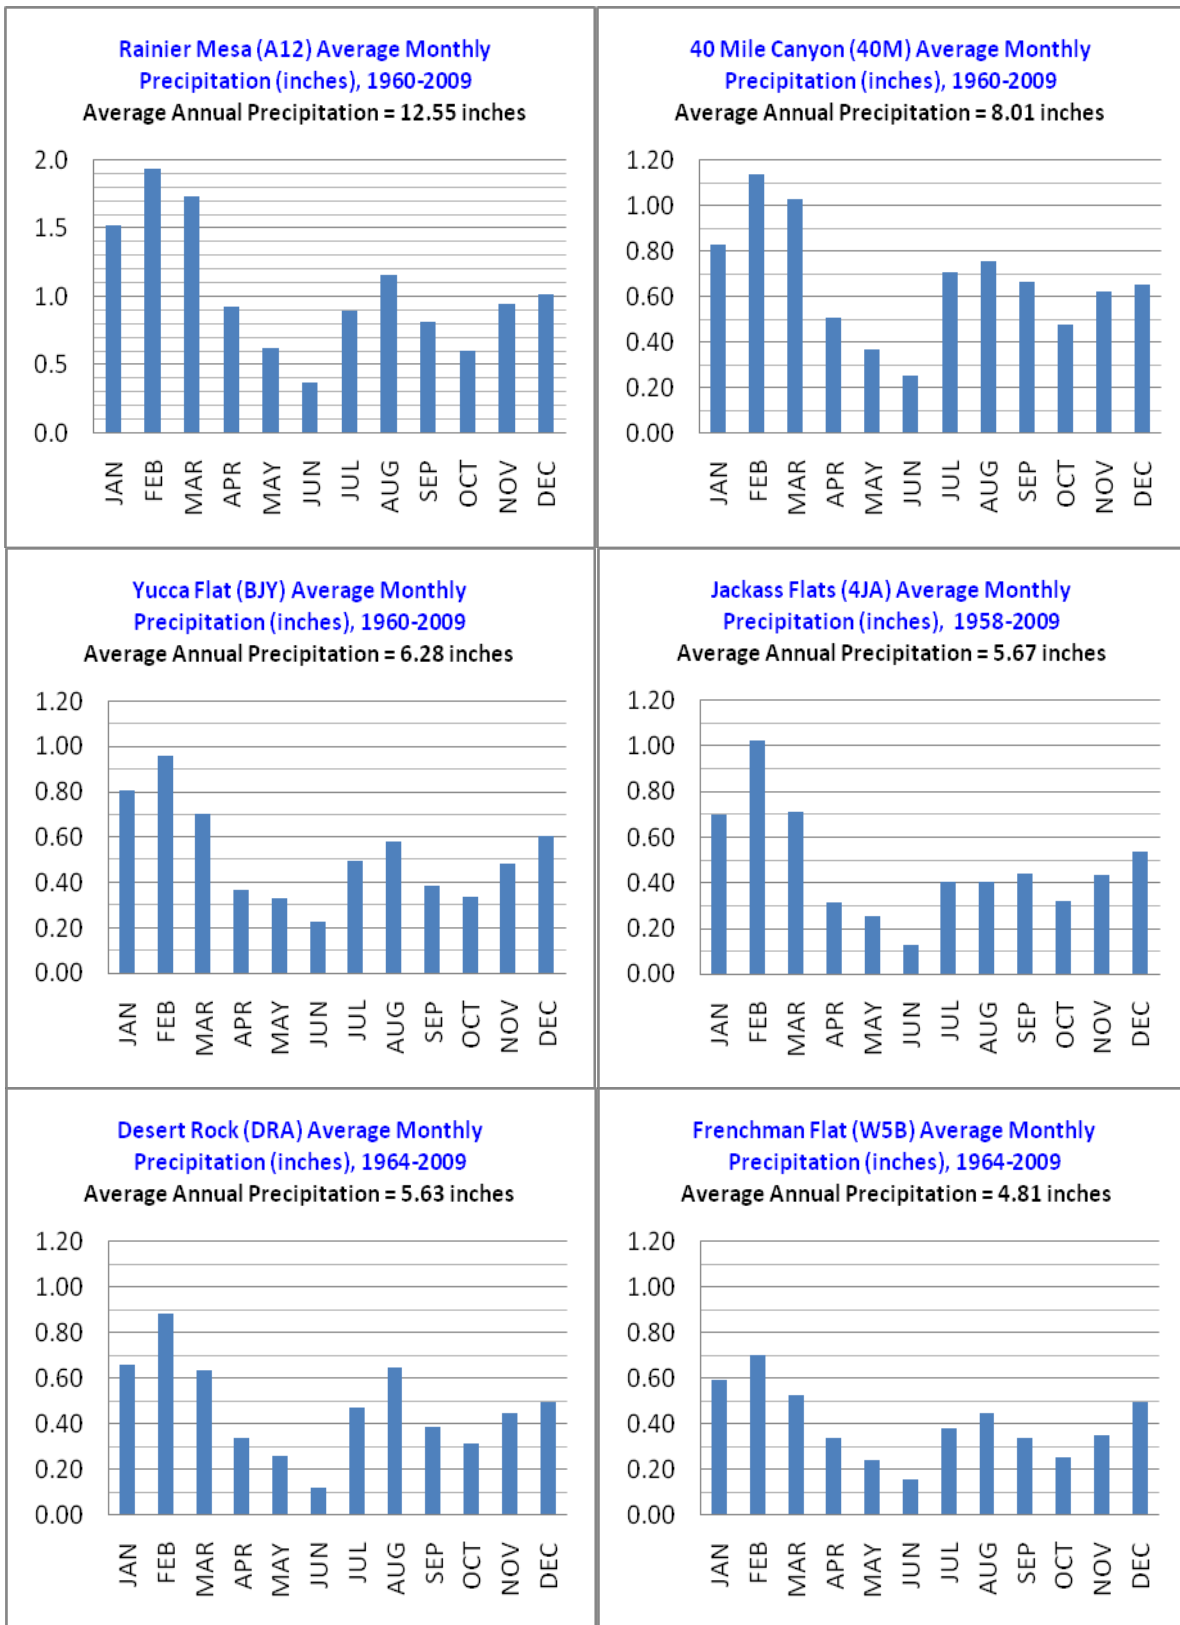 Rainier Mesa (A12) Average Monthly
Precipitation (inches), 1960-2009
Average Annual Precipitation = 12.55 inches
2.0
1.5
1.0
0.5
0.0
JAN
FEB
MAR
APR
MAY
JUN
JUL
AUG
SEP
OCT
NOV
DEC
40 Mile Canyon (40M) Average Monthly
Precipitation (inches), 1960-2009
Average Annual Precipitation = 8.01 inches
1.20
1.00
0.80
0.60
0.40
0.20
0.00
JAN
FEB
MAR
APR
MAY
JUN
JUL
AUG
SEP
OCT
NOV
DEC
Yucca Flat (BJY) Average Monthly
Precipitation (inches), 1960-2009
Average Annual Precipitation = 6.28 inches
1.20
1.00
0.80
0.60
0.40
0.20
0.00
JAN
FEB
MAR
APR
MAY
JUN
JUL
AUG
SEP
OCT
NOV
DEC
Jackass Flats (4JA) Average Monthly
Precipitation (inches), 1958-2009
Average Annual Precipitation = 5.67 inches
1.20
1.00
0.80
0.60
0.40
0.20
0.00
JAN
FEB
MAR
APR
MAY
JUN
JUL
AUG
SEP
OCT
NOV
DEC
Desert Rock (DRA) Average Monthly
Precipitation (inches), 1964-2009
Average Annual Precipitation = 5.63 inches
1.20
1.00
0.80
0.60
0.40
0.20
0.00
JAN
FEB
MAR
APR
MAY
JUN
JUL
AUG
SEP
OCT
NOV
DEC
Frenchman Flat (W5B) Average Monthly
Precipitation (inches), 1964-2009
Average Annual Precipitation = 4.81 inches
1.20
1.00
0.80
0.60
0.40
0.20
0.00
JAN
FEB
MAR
APR
MAY
JUN
JUL
AUG
SEP
OCT
NOV
DEC